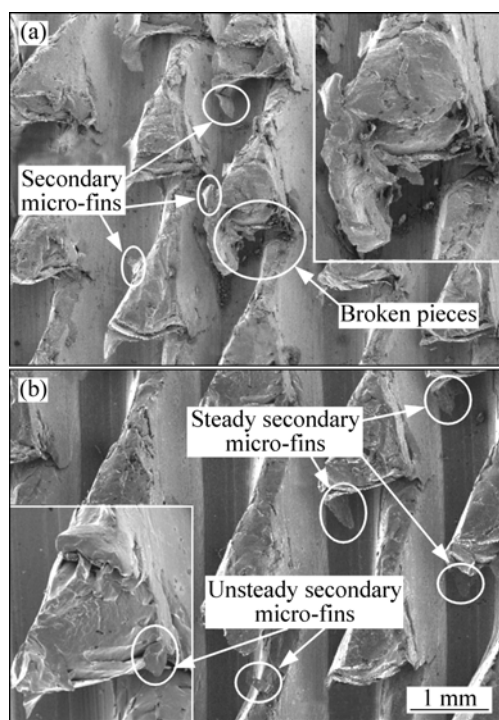 (a)
Secondary
micro-fins
Broken pieces
(b)
Steady secondary
micro-fins
Unsteady secondary
micro-fins
1 mm